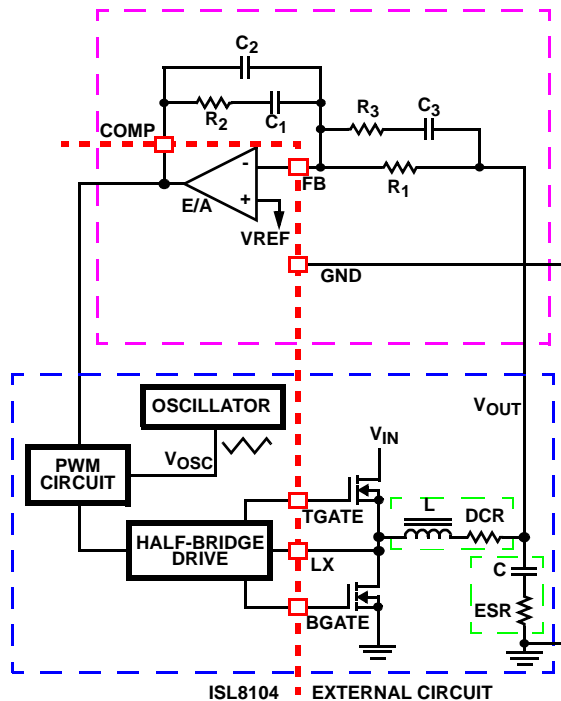 C2
COMP
R2
C1
R3
C3
FB
R1
-
+
E/A
VREF
GND
OSCILLATOR
VOUT
VOSC
VIN
PWM
CIRCUIT
TGATE
L
DCR
HALF-BRIDGE
DRIVE
LX
C
BGATE
ESR
ISL8104
EXTERNAL CIRCUIT